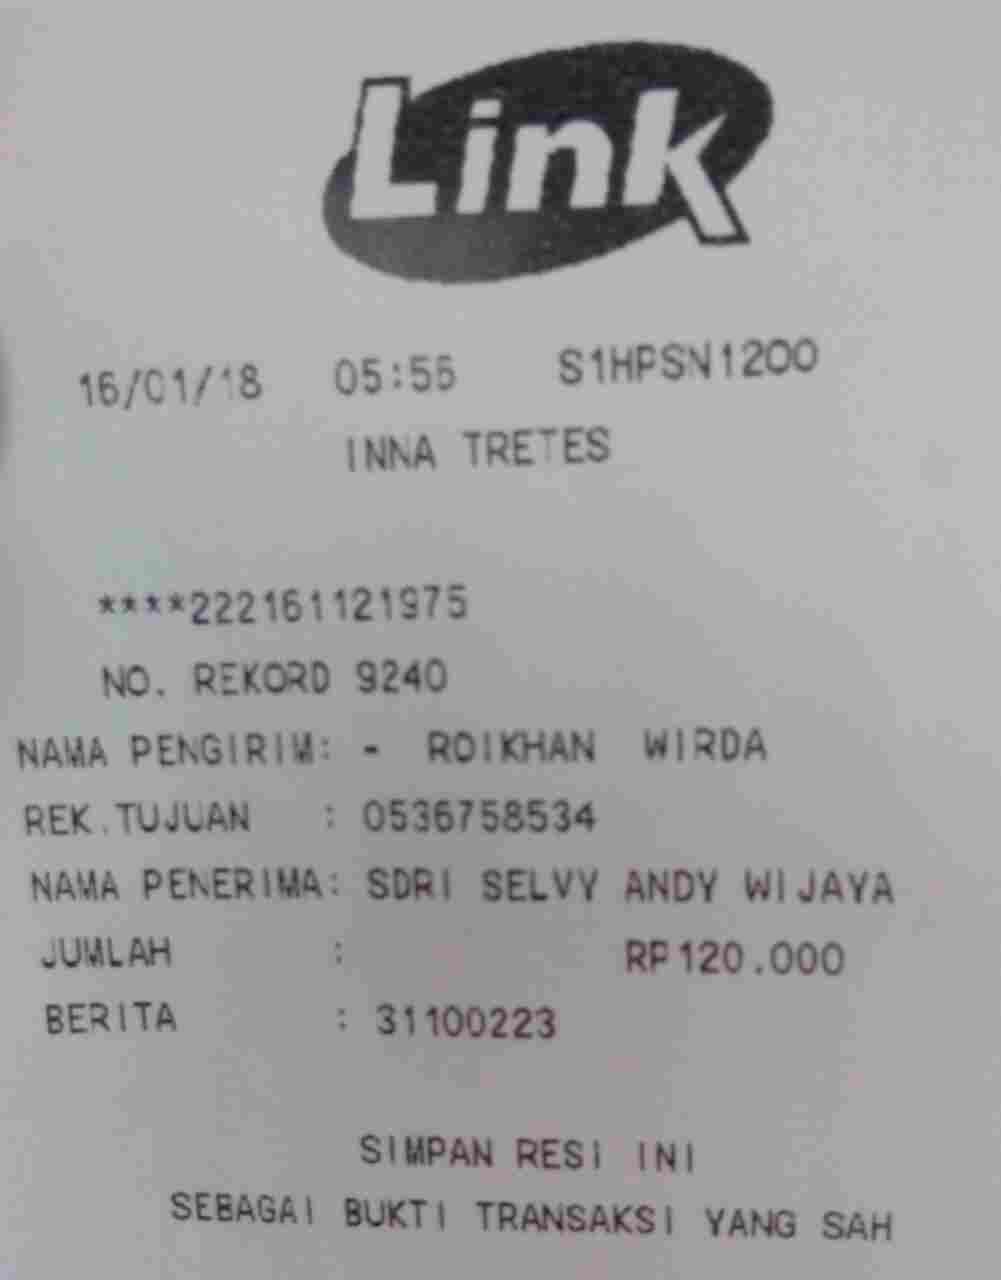 Link
16/01/18 05:56 S1HPSN1200
INNA TRETES
****222161121975
NO. REKORD 9240
NAMA PENGIRIM: - ROIKHAN WIRDA
REK.TUJUAN : 0536758534
NAMA PENERIMA: SDRI SELVY ANDY WIJAYA
JUMLAH : RP120.000
BERITA : 31100223
SIMPAN RESI INI
SEBAGAI BUKTI TRANSAKSI YANG SAH